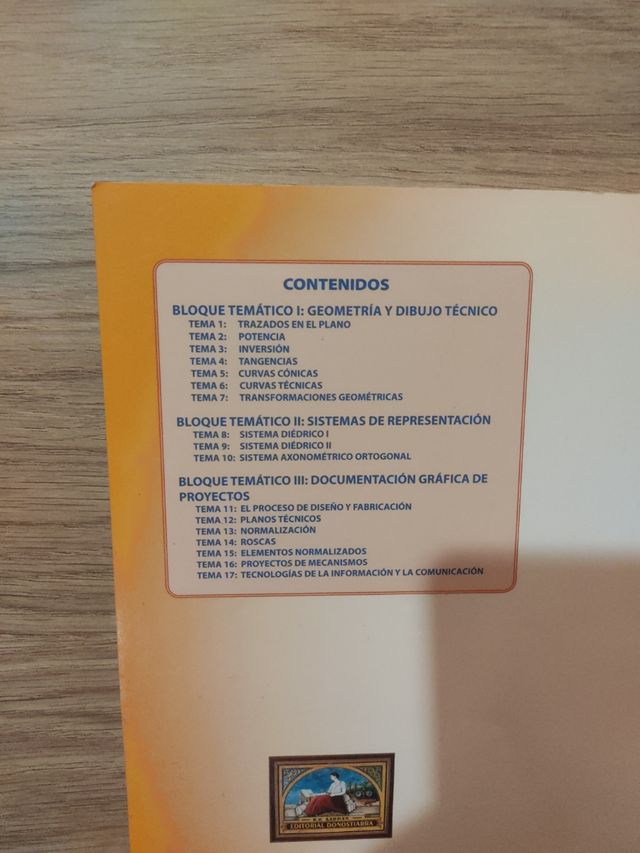 CONTENIDOS
BLOQUE TEMÁTICO I: GEOMETRÍA Y DIBUJO TÉCNICO
TEMA 1: TRAZADOS EN EL PLANO
TEMA 2: POTENCIA
TEMA 3: INVERSIÓN
TEMA 4: TANGENCIAS
TEMA 5: CURVAS CÓNICAS
TEMA 6: CURVAS TÉCNICAS
TEMA 7: TRANSFORMACIONES GEOMÉTRICAS
BLOQUE TEMÁTICO II: SISTEMAS DE REPRESENTACIÓN
TEMA 8: SISTEMA DIÉDRICO I
TEMA 9: SISTEMA DIÉDRICO II
TEMA 10: SISTEMA AXONOMÉTRICO ORTOGONAL
BLOQUE TEMÁTICO III: DOCUMENTACIÓN GRÁFICA DE
PROYECTOS
TEMA 11: EL PROCESO DE DISEÑO Y FABRICACIÓN
TEMA 12: PLANOS TÉCNICOS
TEMA 13: NORMALIZACIÓN
TEMA 14: ROSCAS
TEMA 15: ELEMENTOS NORMALIZADOS
TEMA 16: PROYECTOS DE MECANISMOS
TEMA 17: TECNOLOGÍAS DE LA INFORMACIÓN Y LA COMUNICACIÓN
EDITORIAL DONOSTIARRA